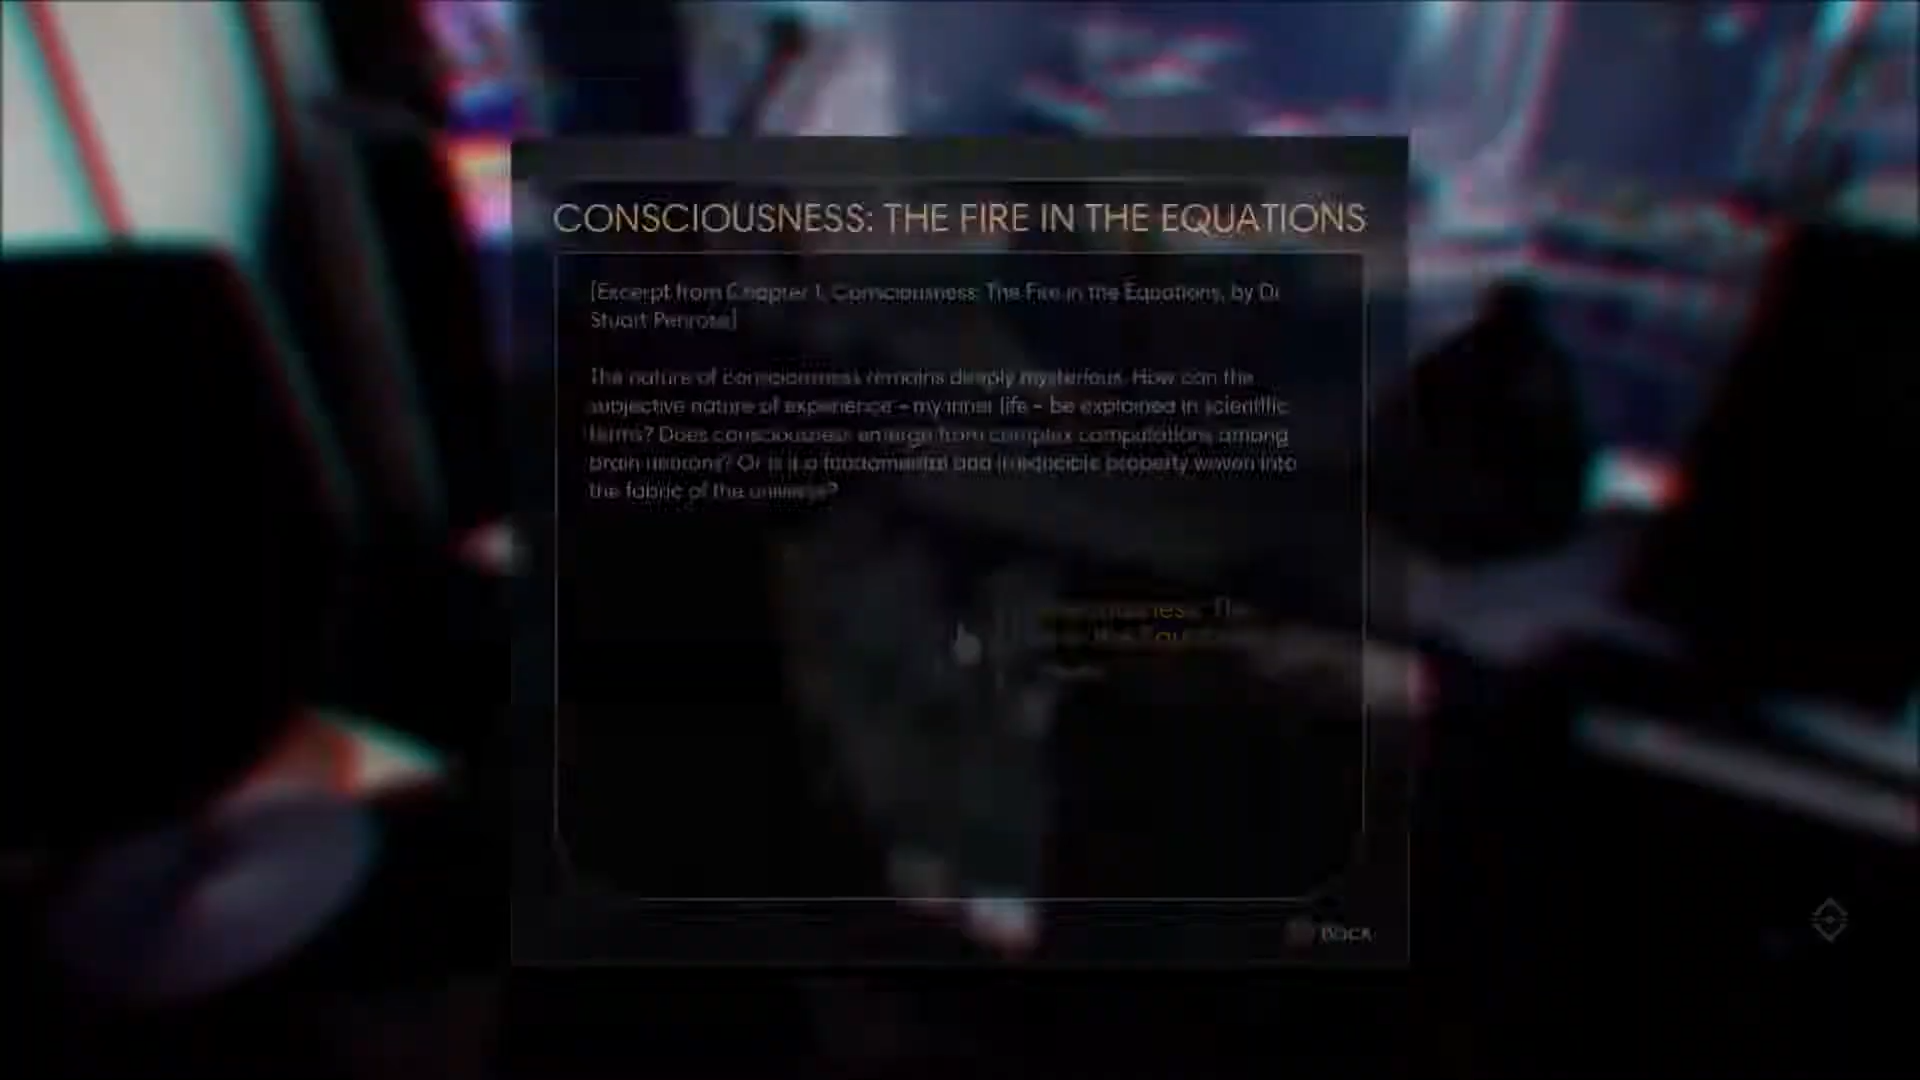 CONSCIOUSNESS: THE FIRE IN THE EQUATIONS
[Excerpt from Chapter 1, Consciousness: The Fire in the Equations, by Dr
Stuart Penrose]
The nature of consciousness remains deeply mysterious. How can the
subjective nature of experience - my inner life - be explained in scientific
terms? Does consciousness emerge from complex computations among
brain neurons? Or is it a fundamental and irreducible property woven into
the fabric of the universe?
the Equ
Back